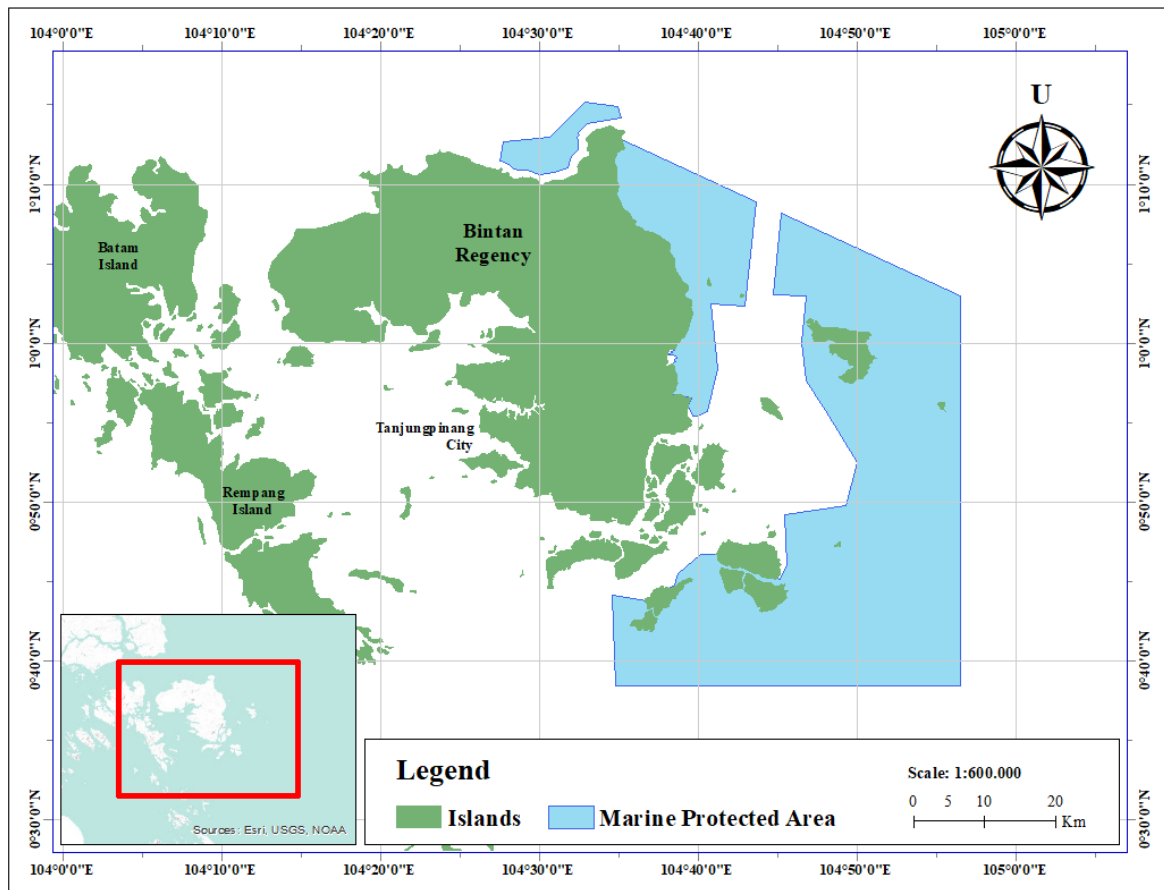 104°0'0"E 104°10'0"E 104°20'0"E 104°30'0"E 104°40'0"E 104°50'0"E 105°0'0"E
U
1°10'0"N
1°10'0"N
Bintan
Regency
Batam
Island
1°0'0"N
1°0'0"N
Tanjungpinang
City
Rempang
Island
0°50'0"N
0°50'0"N
0°40'0"N
0°40'0"N
Sources: Esri, USGS, NOAA
Legend
Islands
Marine Protected Area
Scale: 1:600.000
0 5 10 20
Km
0°30'0"N
0°30'0"N
104°0'0"E 104°10'0"E 104°20'0"E 104°30'0"E 104°40'0"E 104°50'0"E 105°0'0"E